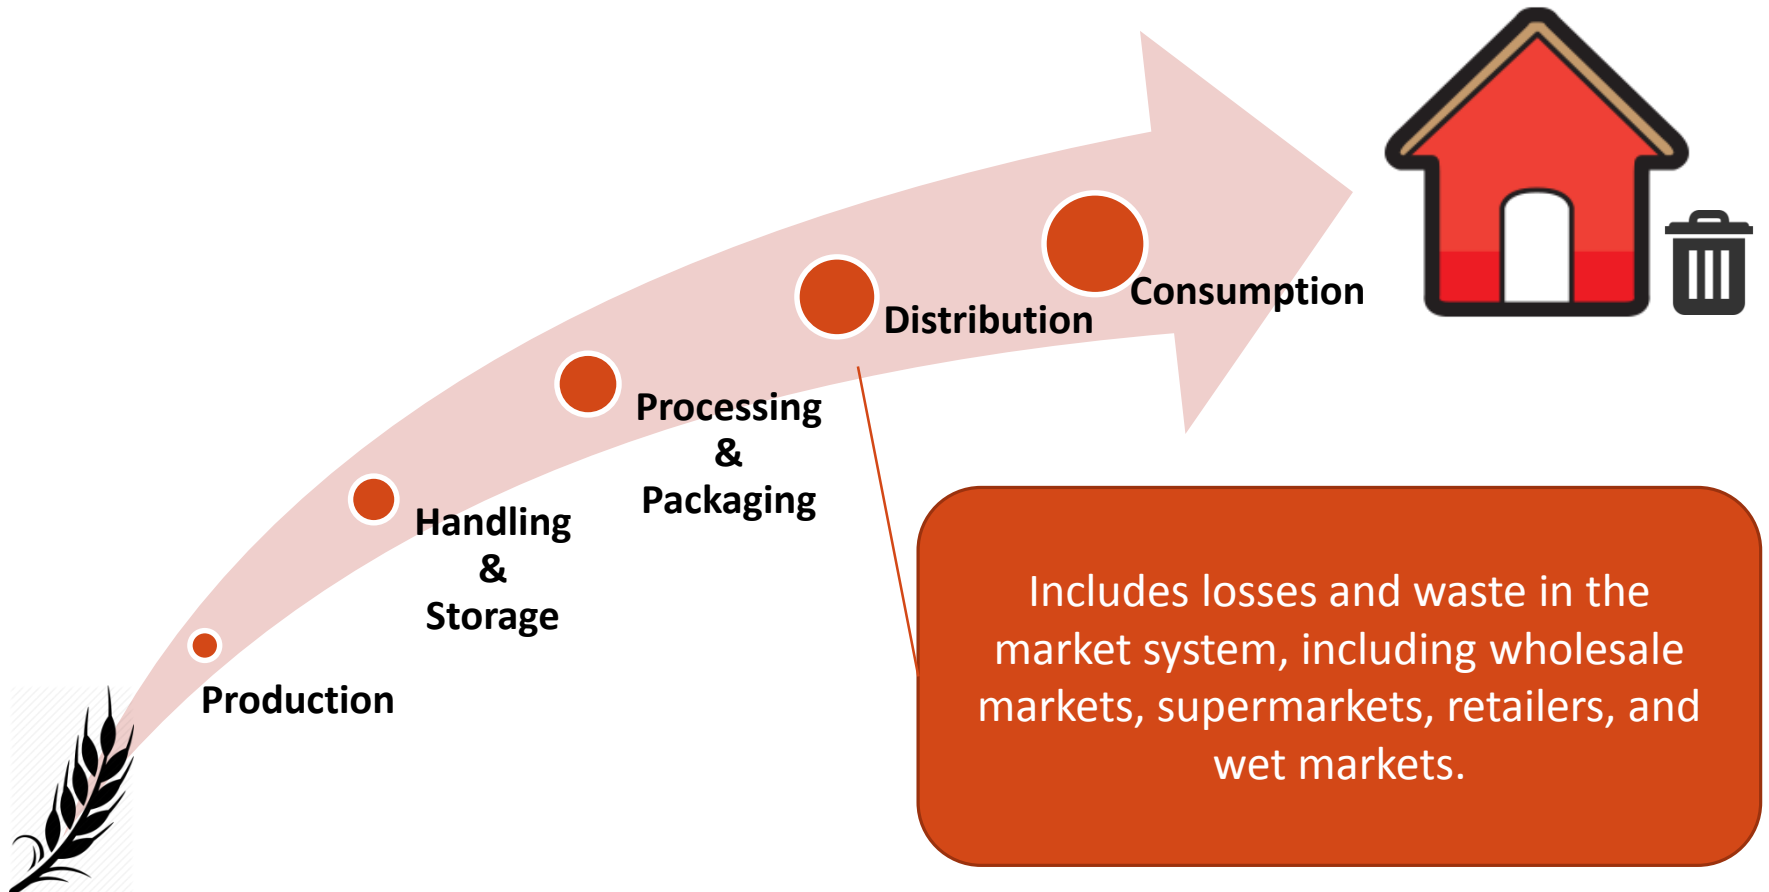 Production
Handling
&
Storage
Processing
&
Packaging
Distribution
Consumption
Includes losses and waste in the
market system, including wholesale
markets, supermarkets, retailers, and
wet markets.